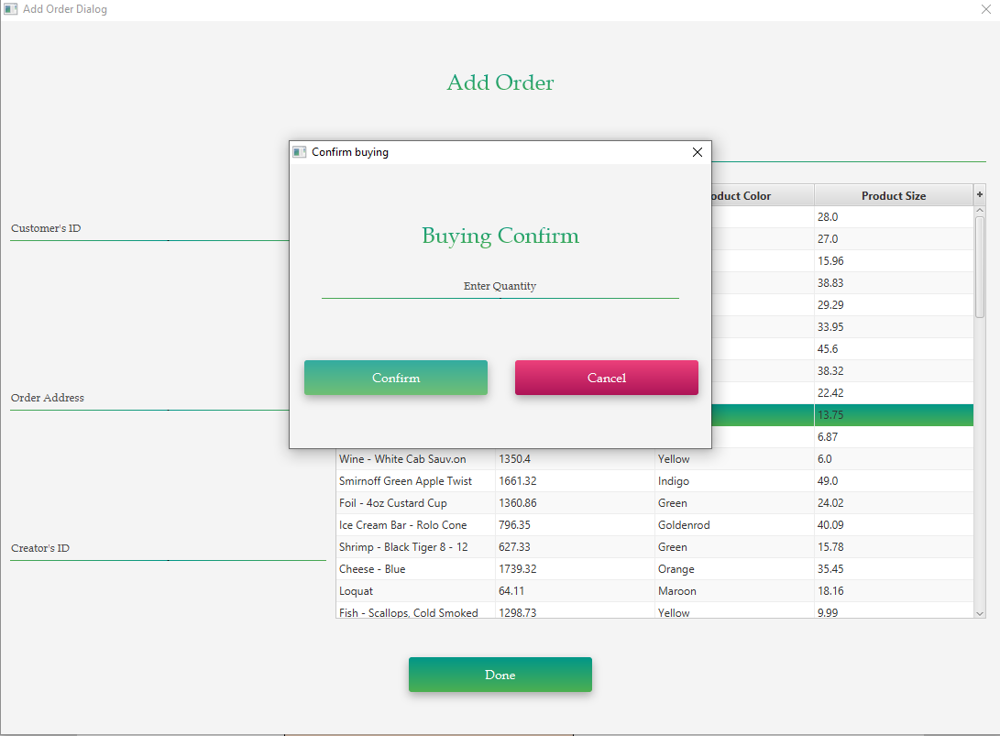 Add Order Dialog
Add Order
Confirm buying
Buying Confirm
Enter Quantity
Confirm Cancel
Customer's ID
Order Address
Creator's ID
oduct Color Product Size +
28.0
27.0
15.96
38.83
29.29
33.95
45.6
38.32
22.42
13.75
6.87
Wine - White Cab Sauv.on 1350.4 Yellow 6.0
Smirnoff Green Apple Twist 1661.32 Indigo 49.0
Foil - 4oz Custard Cup 1360.86 Green 24.02
Ice Cream Bar - Rolo Cone 796.35 Goldenrod 40.09
Shrimp - Black Tiger 8 - 12 627.33 Green 15.78
Cheese - Blue 1739.32 Orange 35.45
Loquat 64.11 Maroon 18.16
Fish - Scallops, Cold Smoked 1298.73 Yellow 9.99
Done